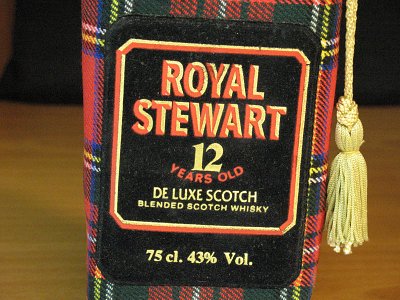 ROYAL
STEWART
12
YEARS OLD
DE LUXE SCOTCH
BLENDED SCOTCH WHISKY
75 cl. 43% Vol.